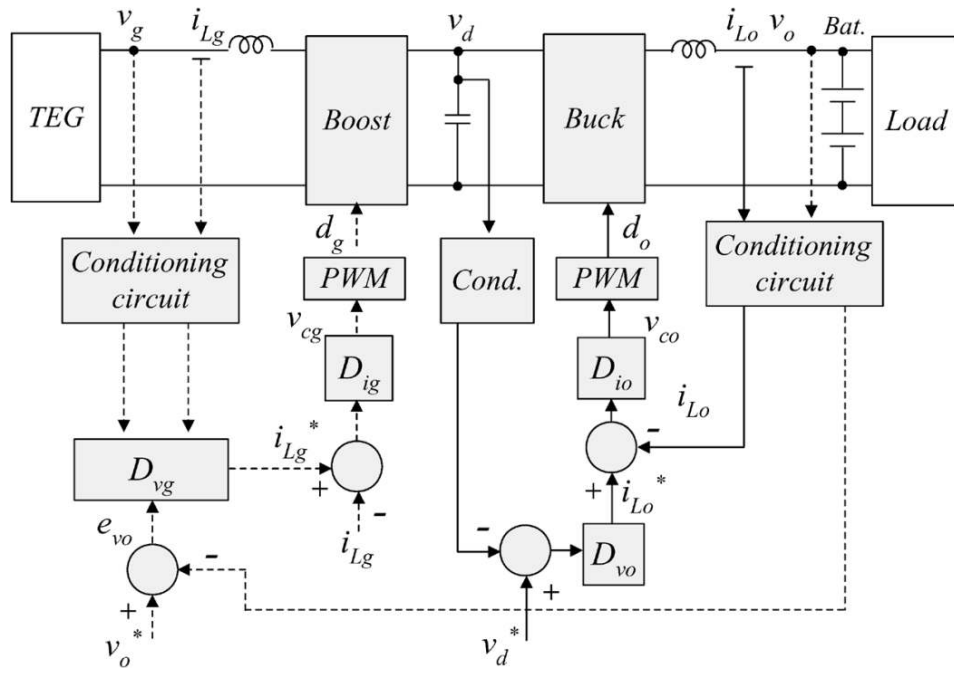 v_g i_Lg v_d i_Lo v_o Bat.
TEG
Boost
Buck
Load
d_g
d_o
Conditioning
circuit
PWM
Cond.
PWM
Conditioning
circuit
v_cg
v_co
D_ig
D_io
i_Lo
i_Lg*
-
D_vg
+
+
i_Lo*
-
e_vo
i_Lg
-
D_vo
-
+
+
v_o*
v_d*